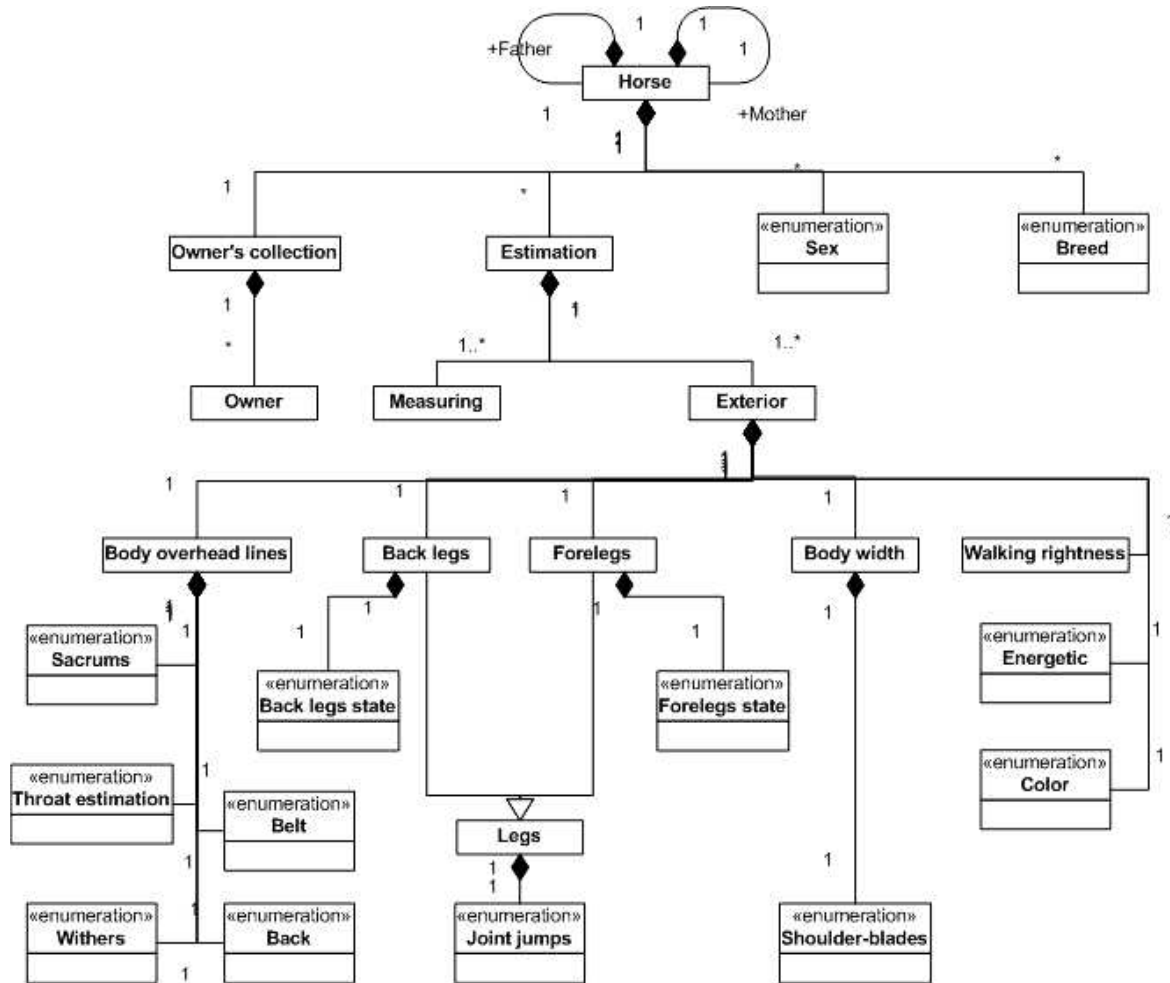 1 1
+Father 1
Horse
1 +Mother
1
1 * * *
«enumeration» «enumeration»
Owner's collection Estimation Sex Breed
1 1
* 1..* 1..*
Owner Measuring Exterior
1
1 1 1 1 1
Body overhead lines Back legs Forelegs Body width Walking rightness
1 1 1 1
1 1 1 1
«enumeration» «enumeration»
Sacrums Energetic
«enumeration» «enumeration»
Back legs state Forelegs state
1 1
«enumeration» «enumeration»
Throat estimation Color
«enumeration»
Belt
Legs
1 1 1
1
«enumeration» «enumeration» «enumeration» «enumeration»
Withers Back Joint jumps Shoulder-blades
1